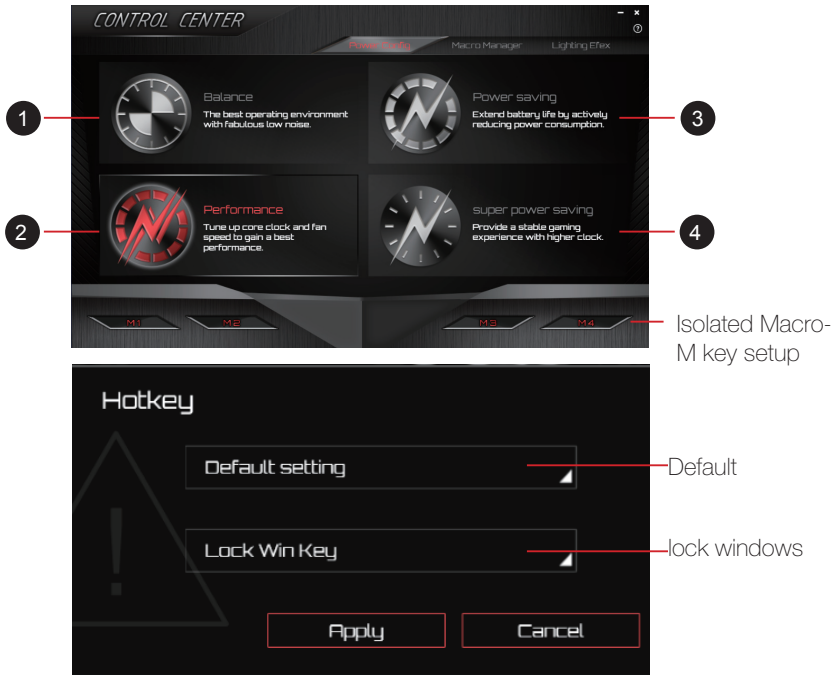 CONTROL CENTER
Macro Manager
Lighting Efex
1
Balance
The best operating environment
with fabulous low noise.
Power saving
Extend battery life by actively
reducing power consumption.
3
2
Performance
Tune up core clock and fan
speed to gain a best
performance.
super power saving
Provide a stable gaming
experience with higher clock.
4
M1
M2
M3
M4
Isolated Macro-
M key setup
Hotkey
Default setting
Default
!
Lock Win Key
lock windows
Apply
Cancel